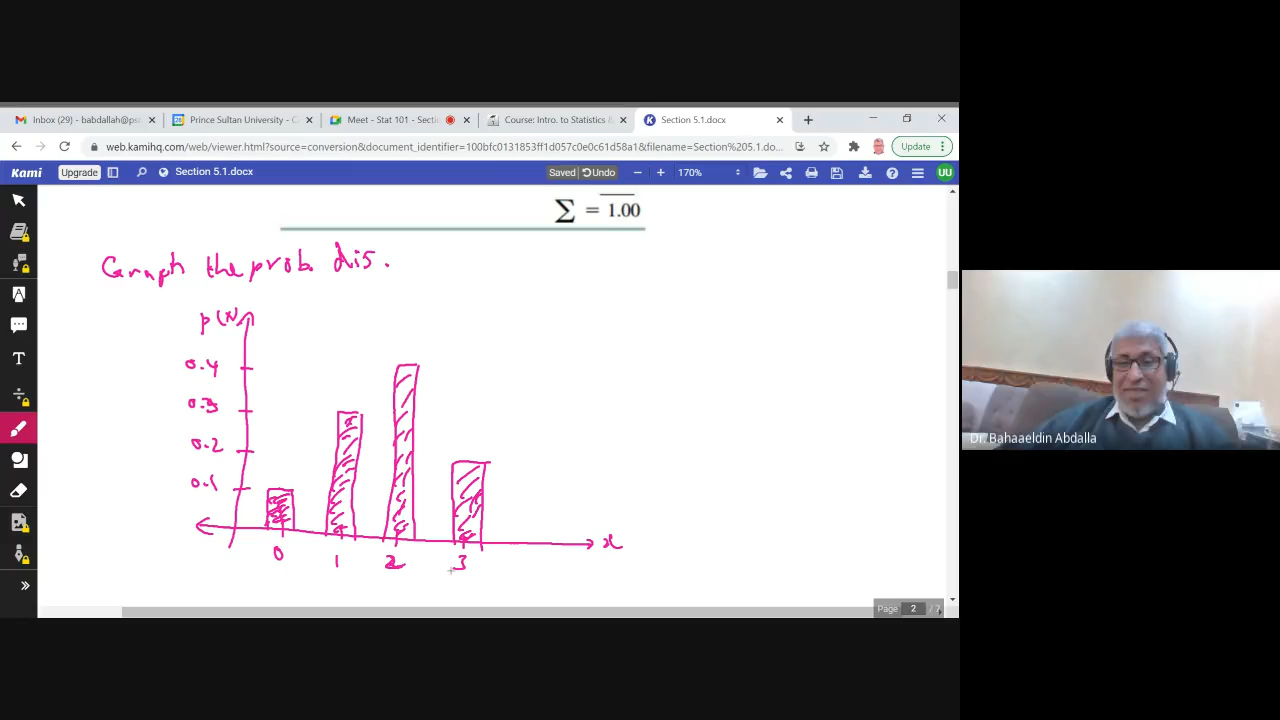 Inbox (29) - babdallah@ps
Prince Sultan University - C
Meet - Stat 101 - Secti
Course: Intro. to Statistics &
Section 5.1.docx
web.kamihq.com/web/viewer.html?source=conversion&document_identifier=100bfc0131853ff1d057c0e0c61d58a1&filename=Section%205.1.do...
Update
Kami
Upgrade
Section 5.1.docx
Saved
Undo
170%
UU
Σ = 1.00
Graph the prob. dis.
p(x)
0.4
0.3
0.2
0.1
0 1 2 3
x
Dr. Bahaaeldin Abdalla
Page 2 / 7